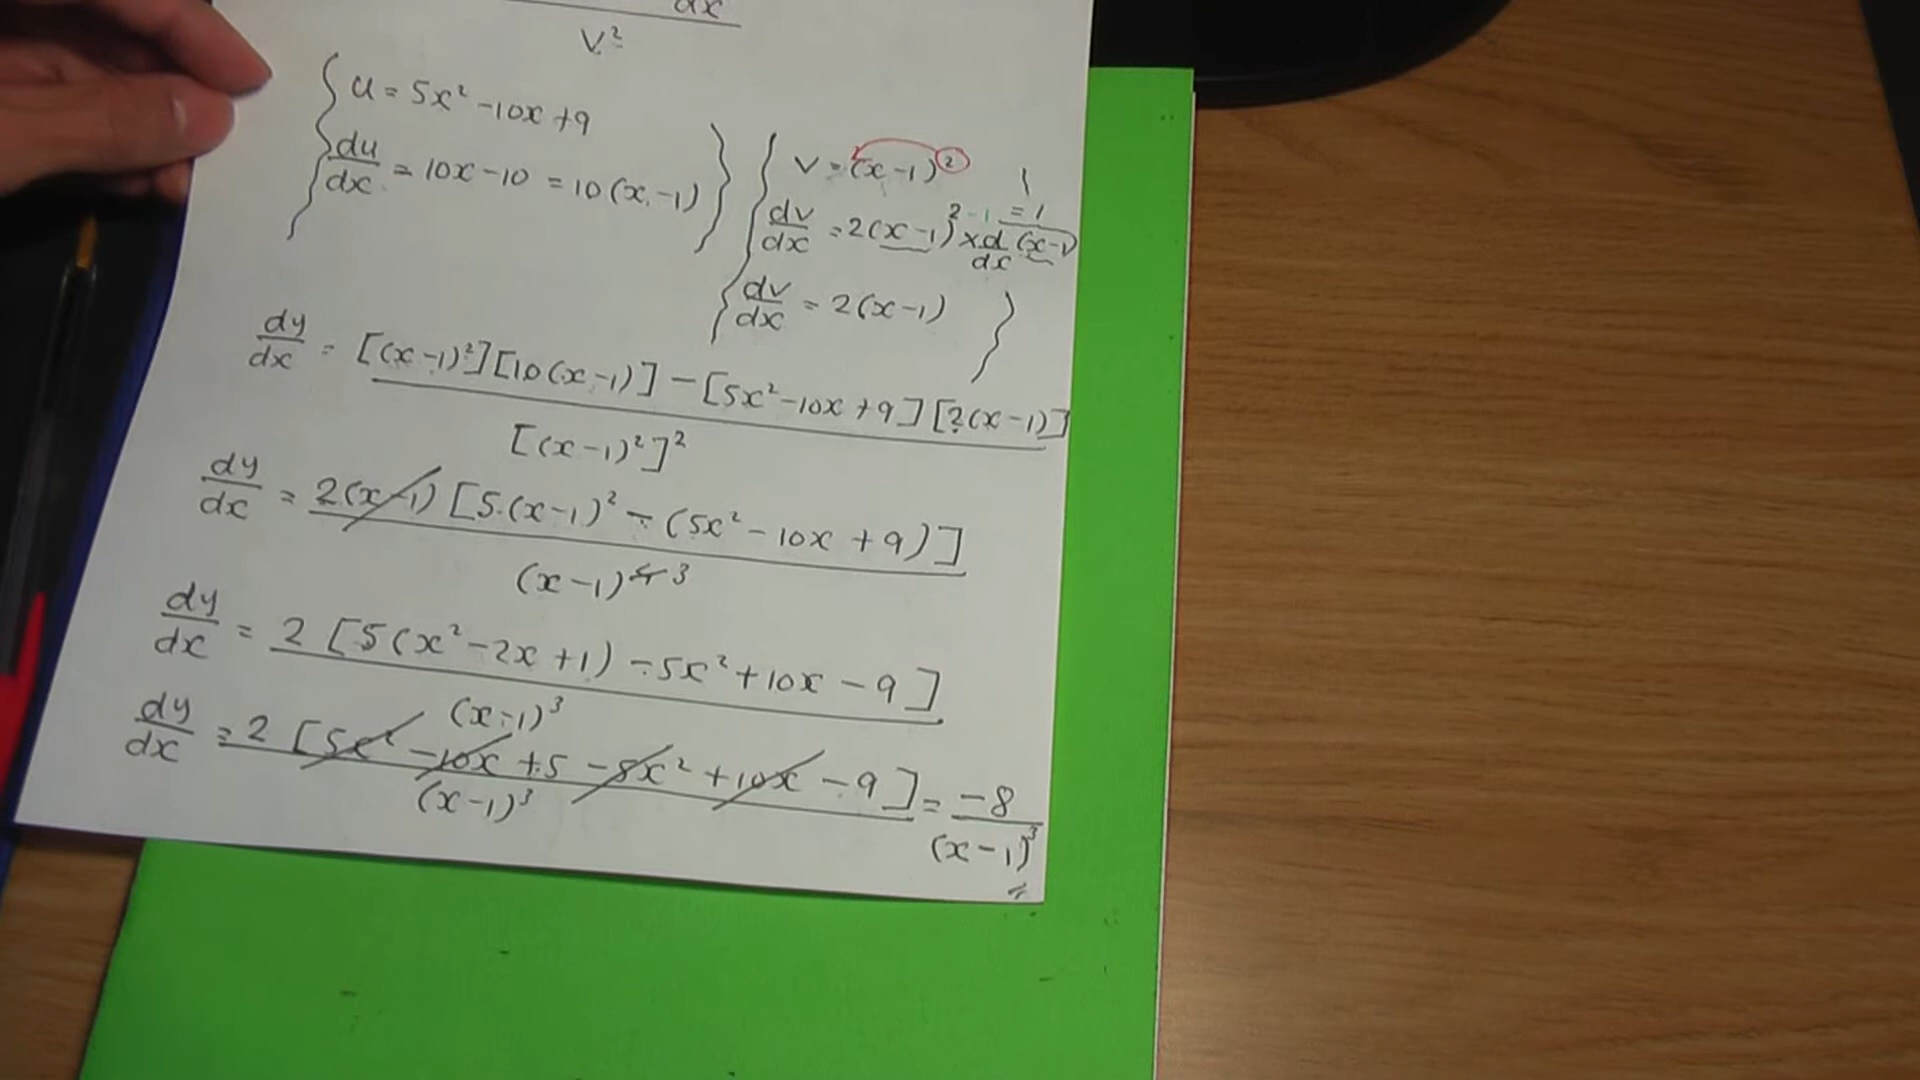 dx
V²
u = 5x² - 10x + 9
du/dx = 10x - 10 = 10(x - 1)
v = (x - 1)²
= 1
dv/dx = 2(x - 1)²⁻¹ × d/dx (x - 1)
dv/dx = 2(x - 1)
dy/dx = [(x - 1)²][10(x - 1)] - [5x² - 10x + 9][2(x - 1)]
[(x - 1)²]²
dy/dx = 2(x - 1) [5(x - 1)² - (5x² - 10x + 9)]
(x - 1)⁴ ³
dy/dx = 2 [5(x² - 2x + 1) - 5x² + 10x - 9]
(x - 1)³
dy/dx = 2 [5x² - 10x + 5 - 5x² + 10x - 9] = -8
(x - 1)³ (x - 1)³